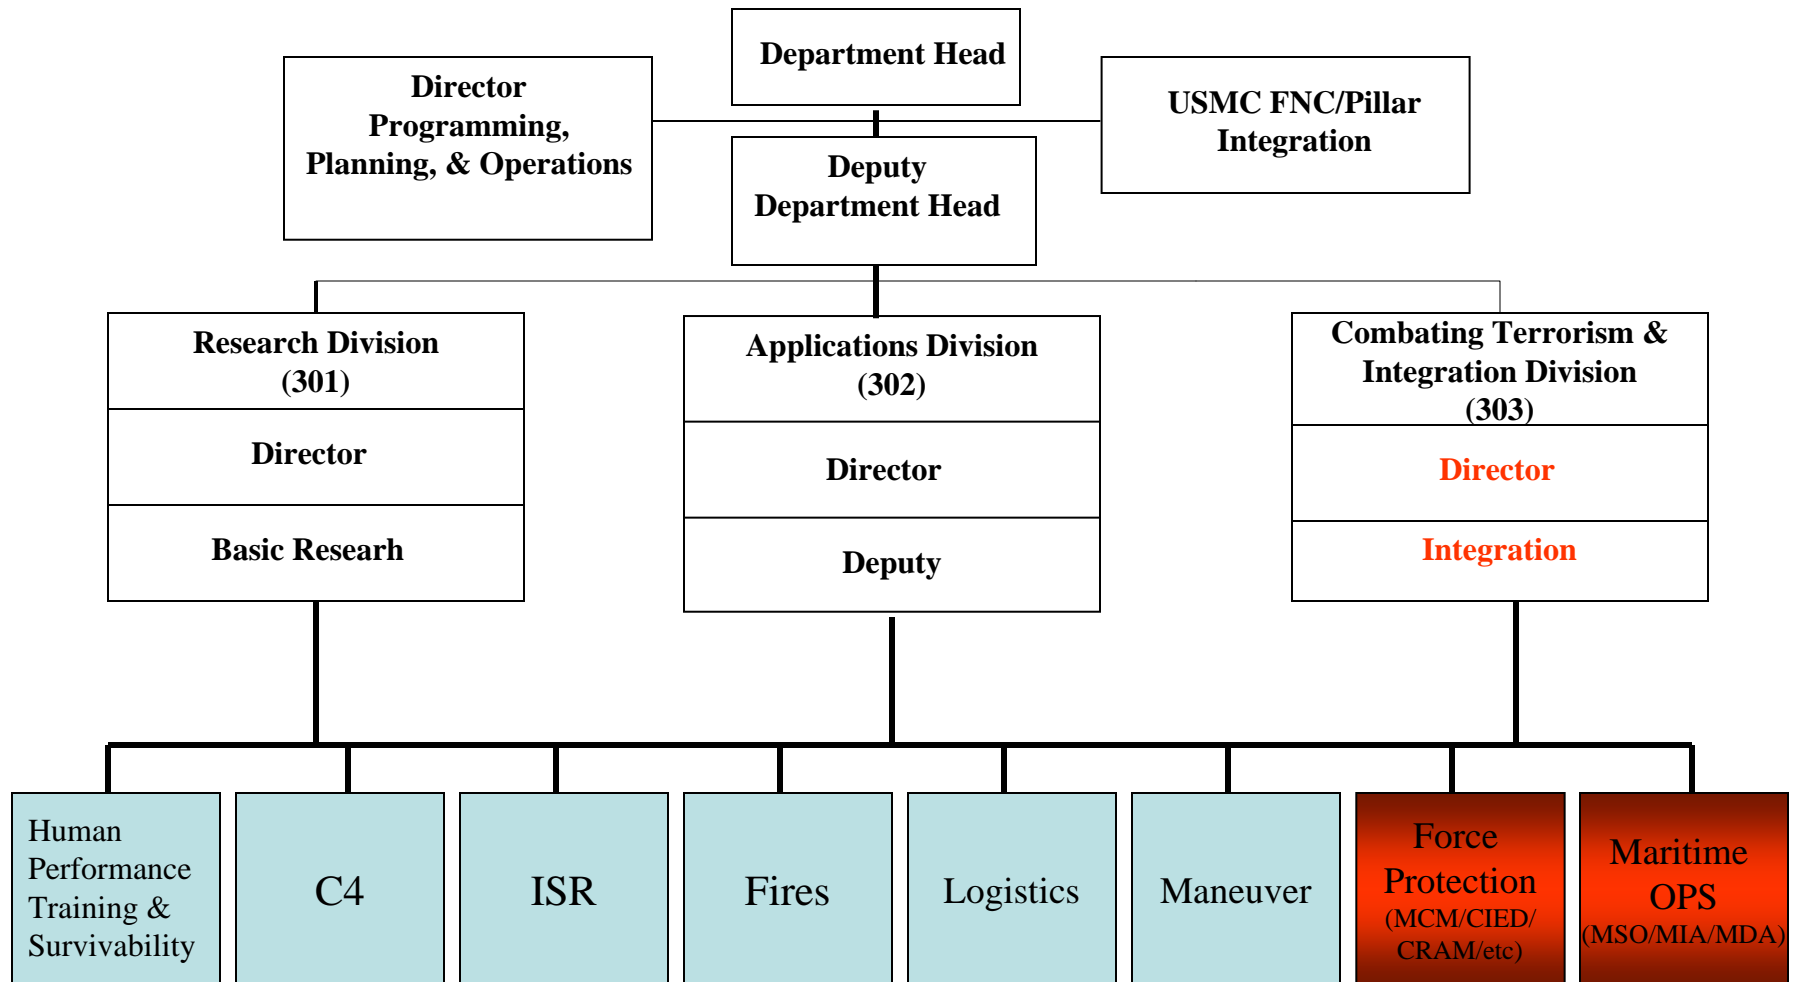 Department Head
Director
Programming,
Planning, & Operations
USMC FNC/Pillar
Integration
Deputy
Department Head
Research Division
(301)
Director
Basic Researh
Applications Division
(302)
Director
Deputy
Combating Terrorism &
Integration Division
(303)
Director
Integration
Human
Performance
Training &
Survivability
C4
ISR
Fires
Logistics
Maneuver
Force
Protection
(MCM/CIED/
CRAM/etc)
Maritime
OPS
(MSO/MIA/MDA)